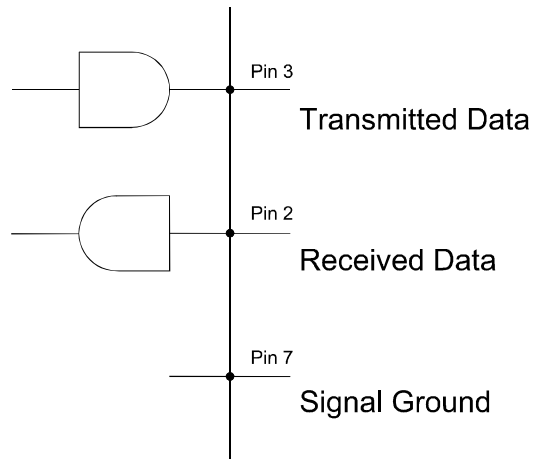 Pin 3
Transmitted Data
Pin 2
Received Data
Pin 7
Signal Ground